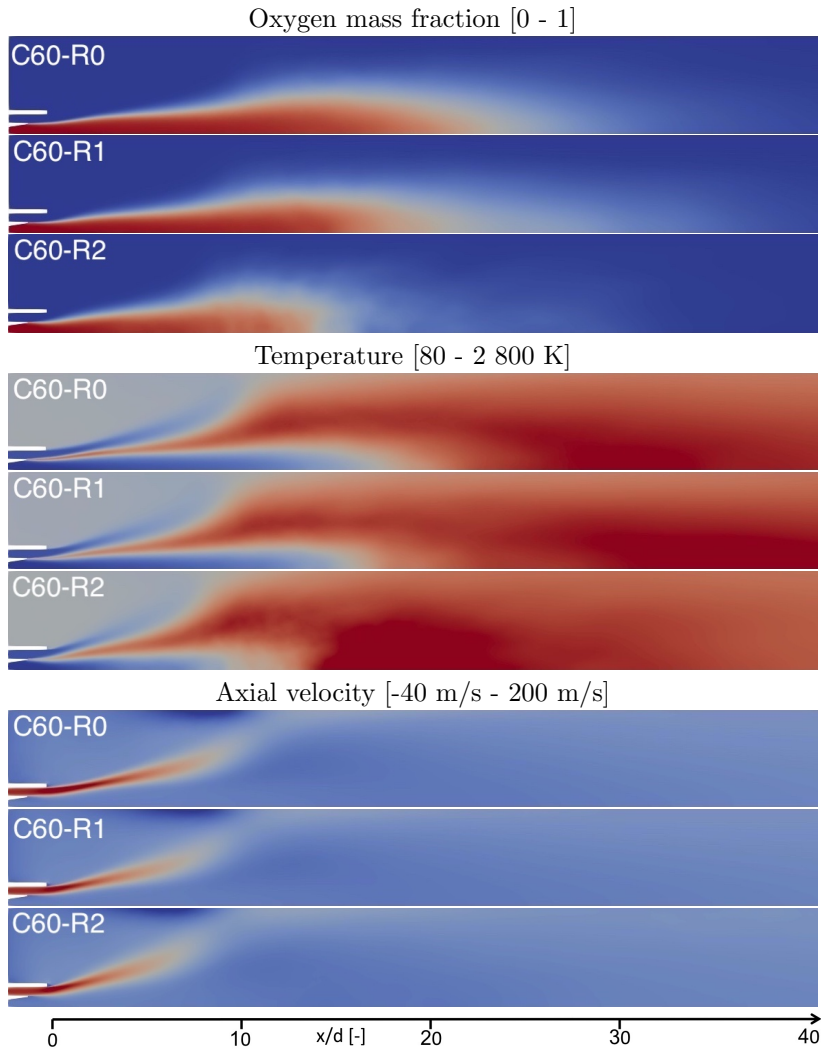 Oxygen mass fraction [0 - 1]
C60-R0
C60-R1
C60-R2
Temperature [80 - 2 800 K]
C60-R0
C60-R1
C60-R2
Axial velocity [-40 m/s - 200 m/s]
C60-R0
C60-R1
C60-R2
0 10 x/d [-] 20 30 40